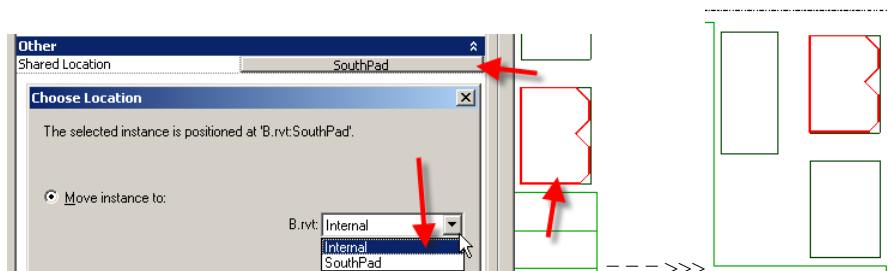 Other
Shared Location SouthPad
Choose Location
The selected instance is positioned at 'B.rvt:SouthPad'.
Move instance to:
B.rvt: Internal
Internal
SouthPad